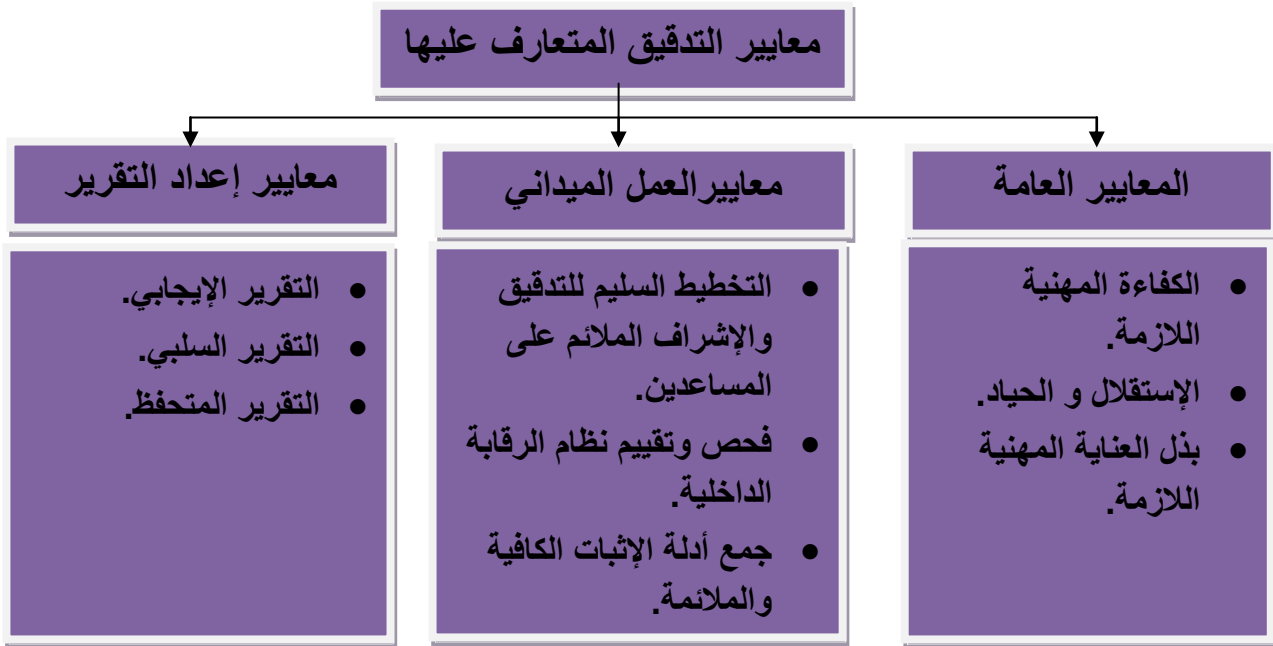 معايير التدقيق المتعارف عليها
المعايير العامة
• الكفاءة المهنية
اللازمة.
• الإستقلال و الحياد.
• بذل العناية المهنية
اللازمة.
معاييرالعمل الميداني
• التخطيط السليم للتدقيق
والإشراف الملائم على
المساعدين.
• فحص وتقييم نظام الرقابة
الداخلية.
• جمع أدلة الإثبات الكافية
والملائمة.
معايير إعداد التقرير
• التقرير الإيجابي.
• التقرير السلبي.
• التقرير المتحفظ.